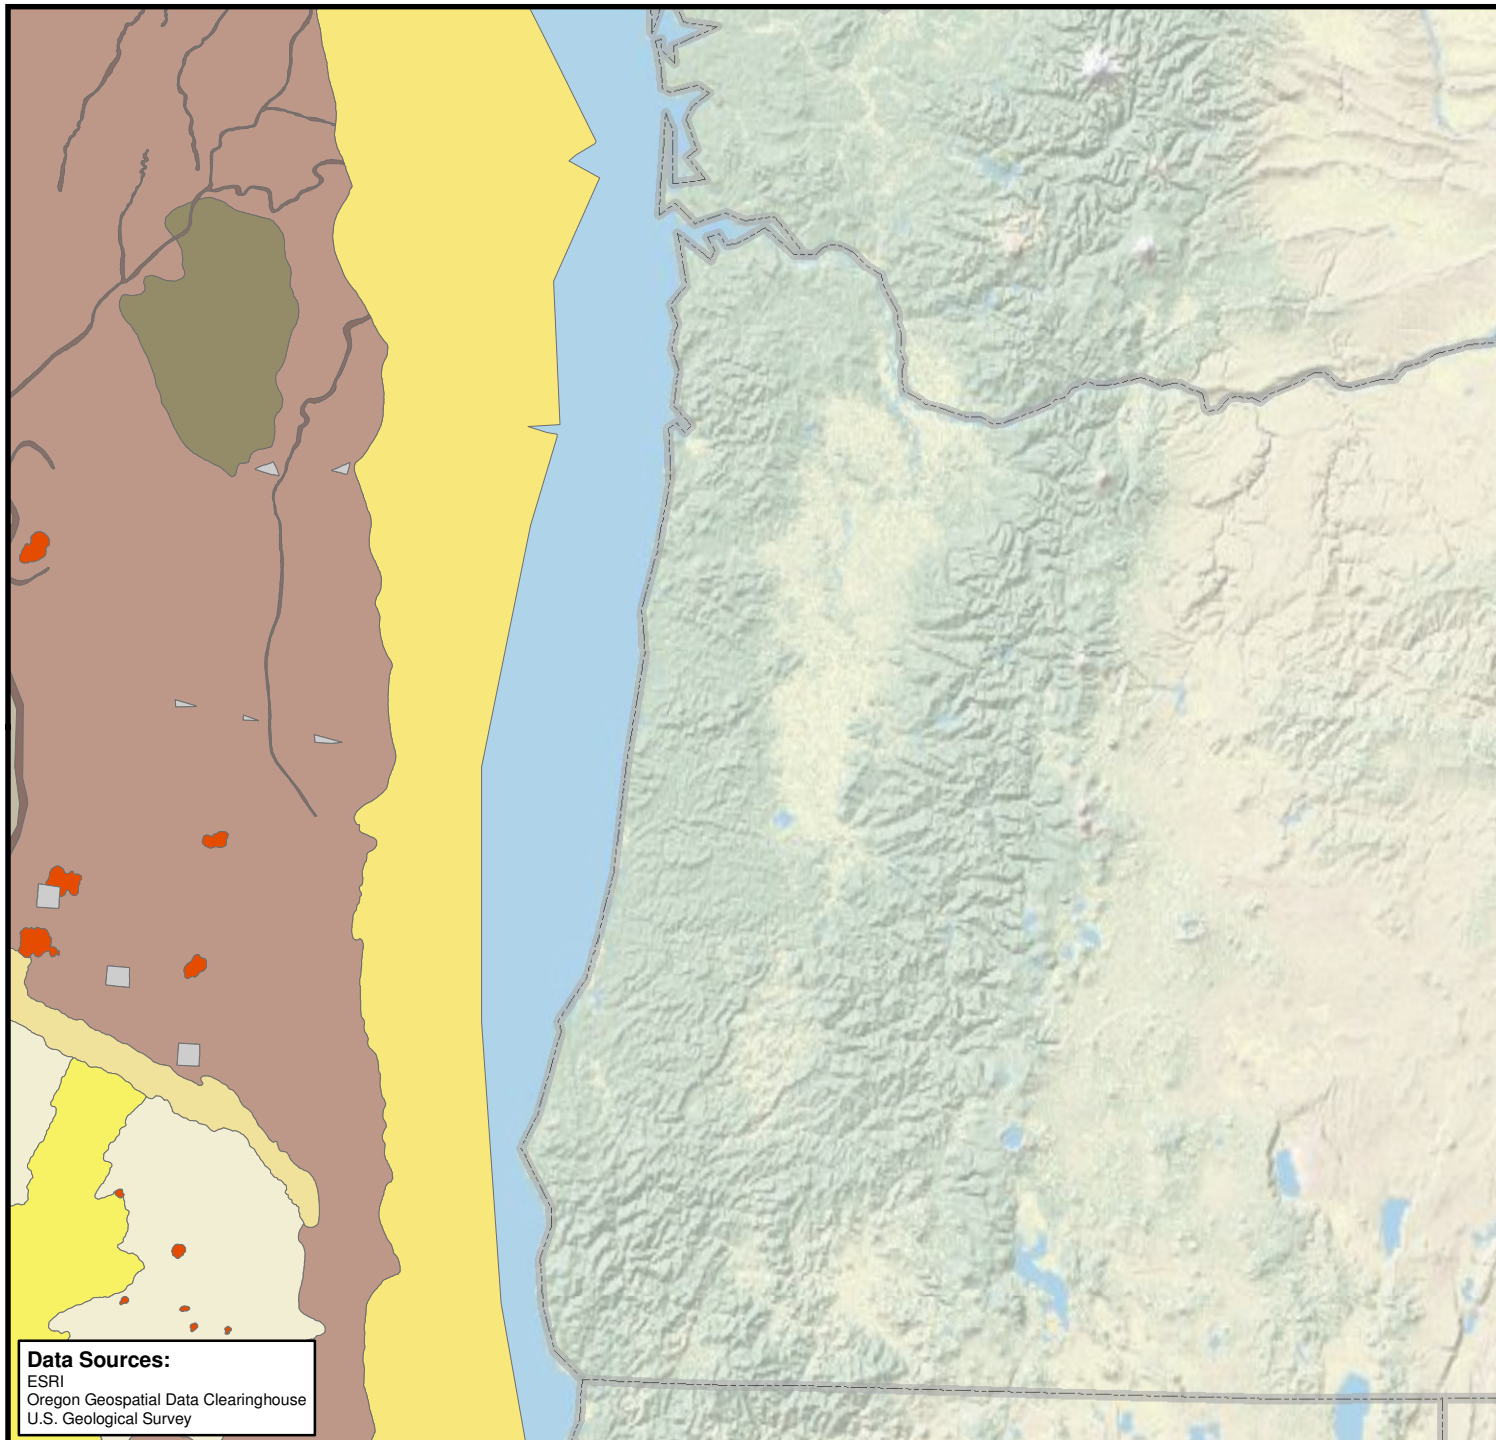 Data Sources:
ESRI
Oregon Geospatial Data Clearinghouse
U.S. Geological Survey